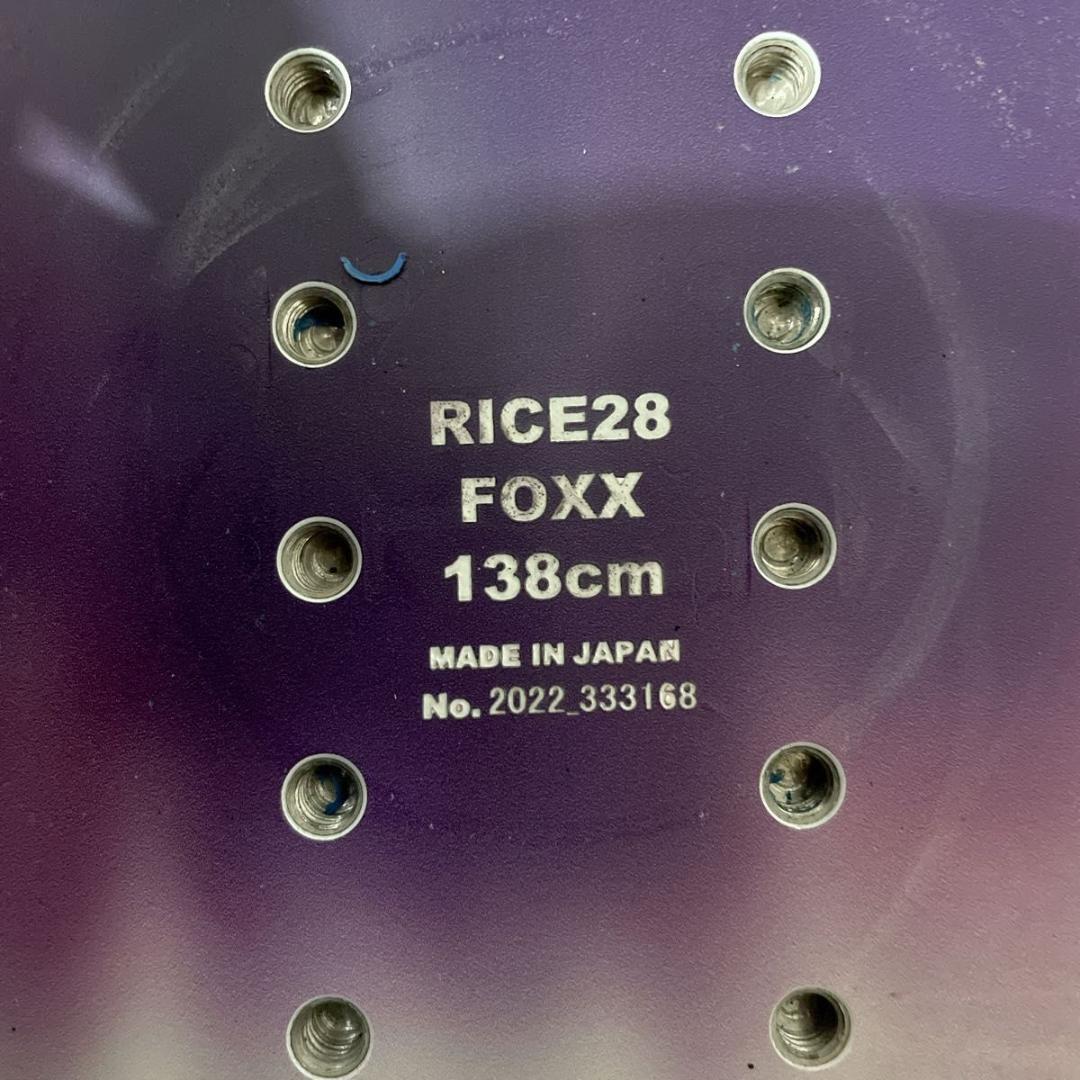 RICE28
FOXX
138cm
MADE IN JAPAN
No. 2022_333168